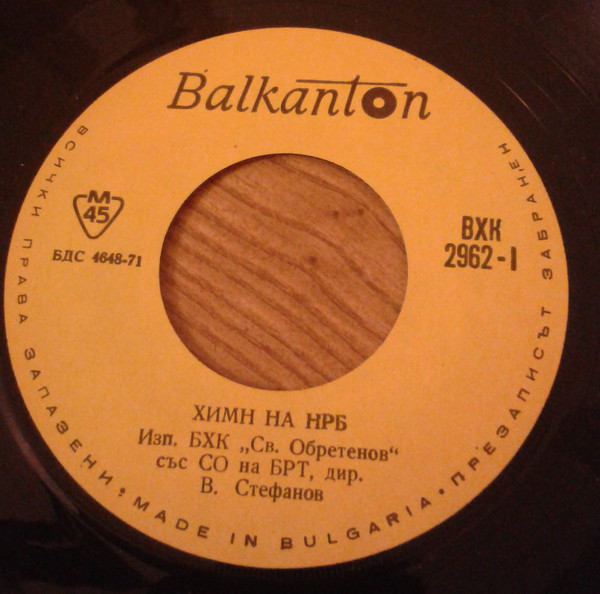 Balkanton
М
45
БДС 4648-71
ВХК
2962-1
ХИМН НА НРБ
Изп. БХК „Св. Обретенов“
със СО на БРТ, дир.
В. Стефанов
ВСИЧКИ ПРАВА ЗАПАЗЕНИ • MADE IN BULGARIA • ПРЕЗАПИСЪТ ЗАБРАНЕН